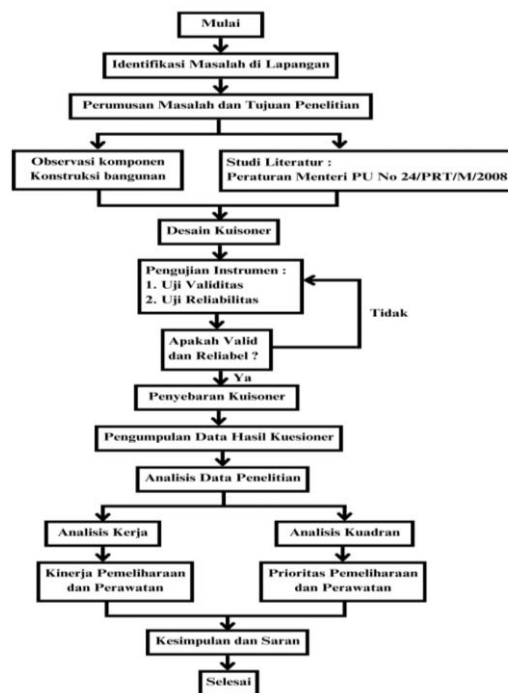 Mulai
Identifikasi Masalah di Lapangan
Perumusan Masalah dan Tujuan Penelitian
Observasi komponen
Konstruksi bangunan
Studi Literatur :
Peraturan Menteri PU No 24/PRT/M/2008
Desain Kuisoner
Pengujian Instrumen :
1. Uji Validitas
2. Uji Reliabilitas
Tidak
Apakah Valid
dan Reliabel ?
Ya
Penyebaran Kuisoner
Pengumpulan Data Hasil Kuesioner
Analisis Data Penelitian
Analisis Kerja
Analisis Kuadran
Kinerja Pemeliharaan
dan Perawatan
Prioritas Pemeliharaan
dan Perawatan
Kesimpulan dan Saran
Selesai